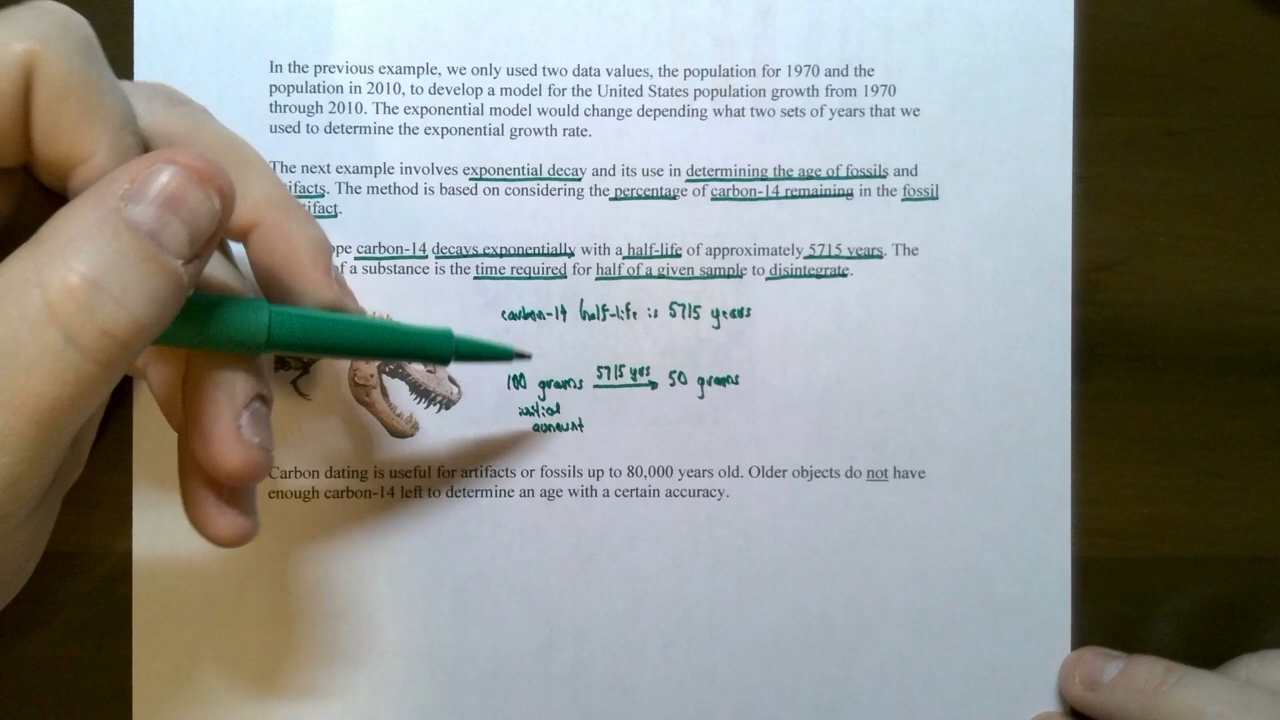 In the previous example, we only used two data values, the population for 1970 and the
population in 2010, to develop a model for the United States population growth from 1970
through 2010. The exponential model would change depending what two sets of years that we
used to determine the exponential growth rate.
The next example involves exponential decay and its use in determining the age of fossils and
ifacts. The method is based on considering the percentage of carbon-14 remaining in the fossil
ifact.
ope carbon-14 decays exponentially with a half-life of approximately 5715 years. The
of a substance is the time required for half of a given sample to disintegrate.
carbon-14 half-life is 5715 years
100 grams 5715 yrs 50 grams
initial
amount
Carbon dating is useful for artifacts or fossils up to 80,000 years old. Older objects do not have
enough carbon-14 left to determine an age with a certain accuracy.